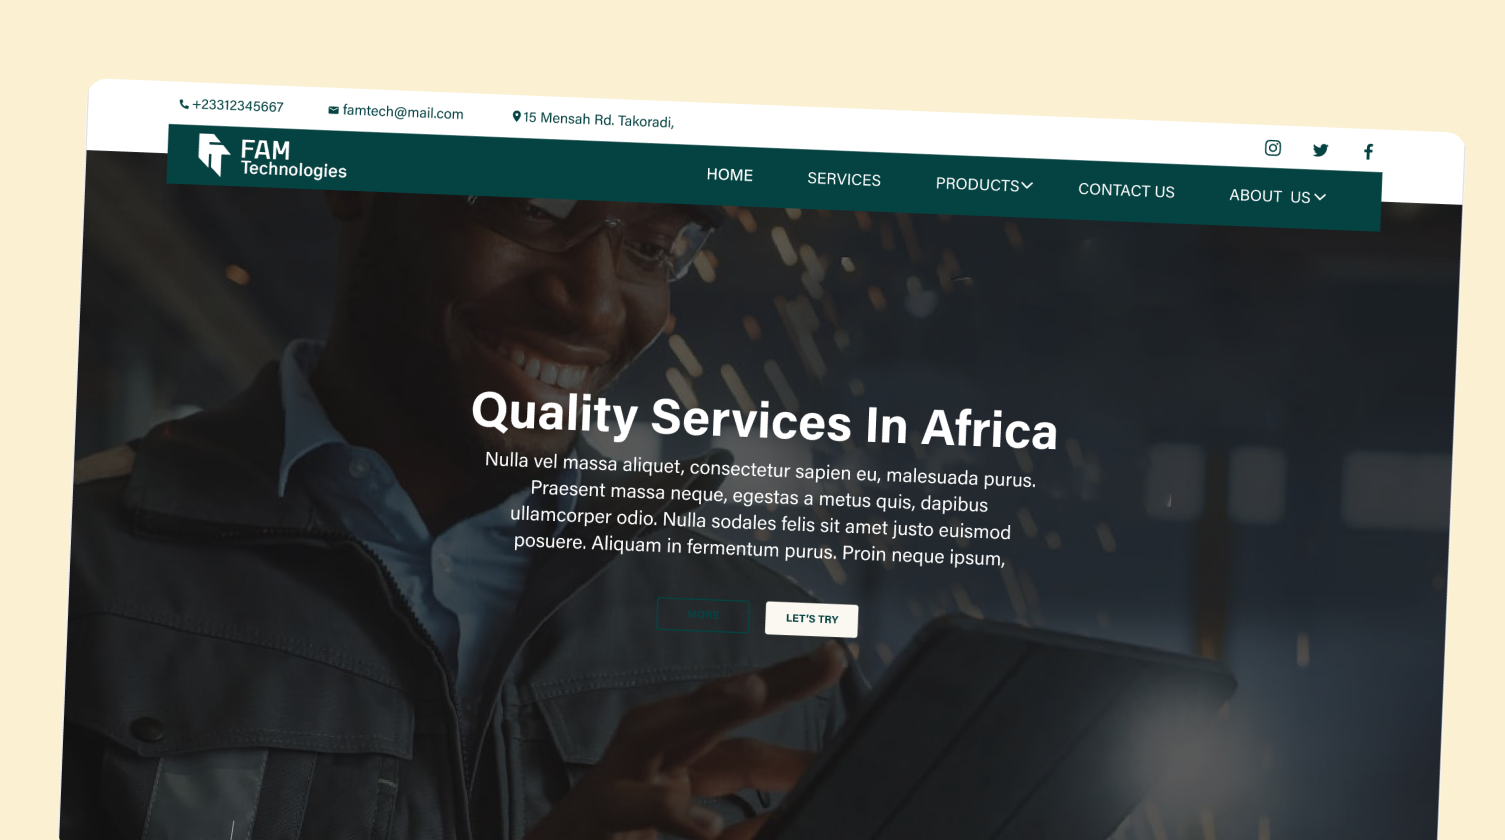 +23312345667 famtech@mail.com 15 Mensah Rd. Takoradi,
FAM
Technologies
HOME SERVICES PRODUCTS CONTACT US ABOUT US
Quality Services In Africa
Nulla vel massa aliquet, consectetur sapien eu, malesuada purus.
Praesent massa neque, egestas a metus quis, dapibus
ullamcorper odio. Nulla sodales felis sit amet justo euismod
posuere. Aliquam in fermentum purus. Proin neque ipsum,
MORE LET'S TRY